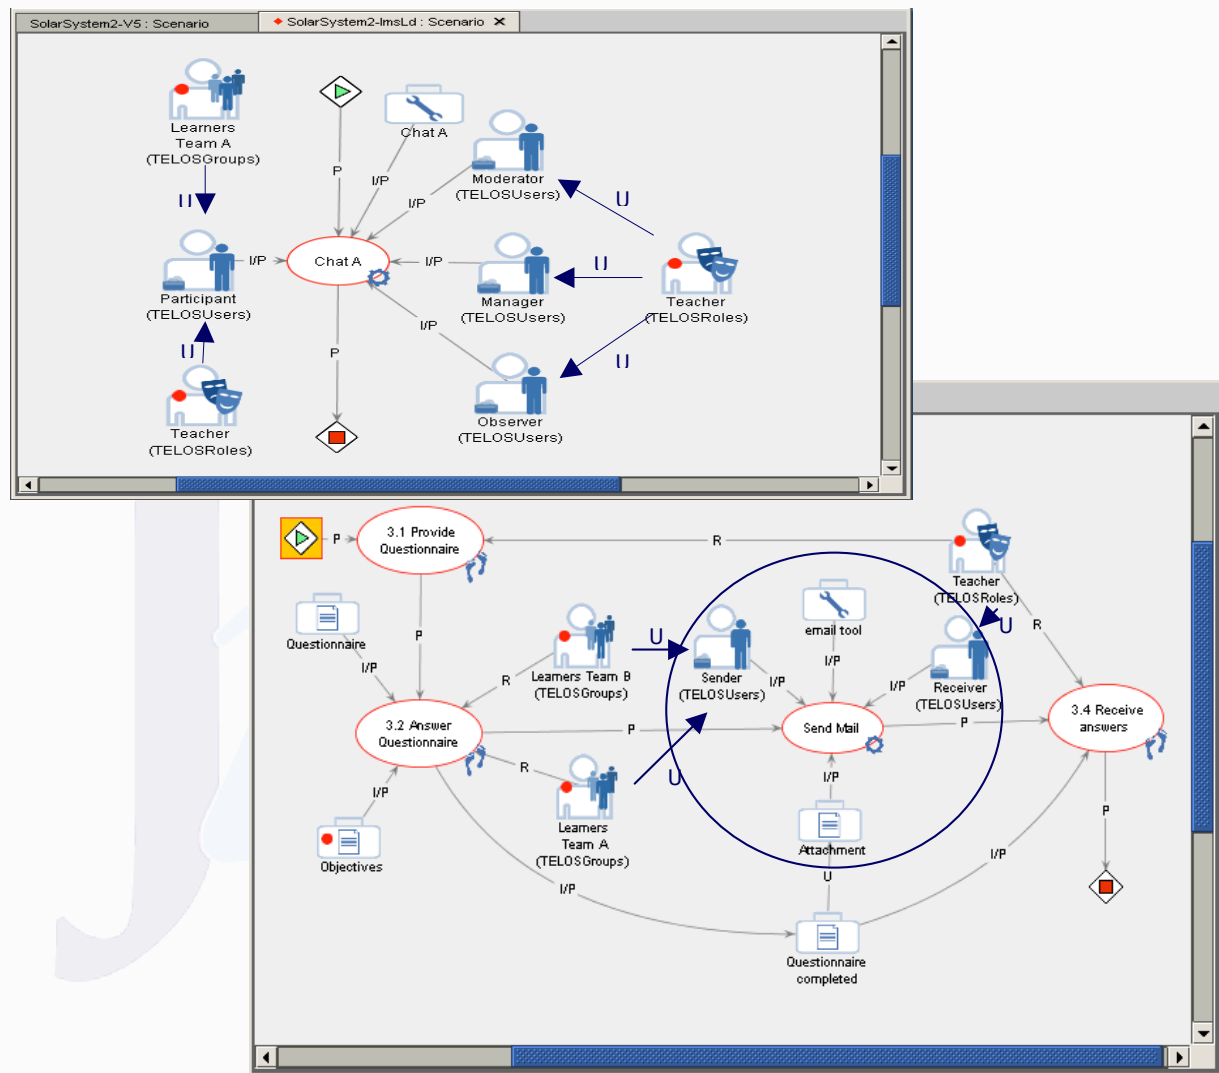 SolarSystem2-V5 : Scenario
SolarSystem2-ImsLd : Scenario
Learners
Team A
(TELOSGroups)
Chat A
P
I/P
I/P
Moderator
(TELOSUsers)
U
U
Participant
(TELOSUsers)
I/P
Chat A
I/P
Manager
(TELOSUsers)
U
Teacher
(TELOSRoles)
I/P
P
U
U
Observer
(TELOSUsers)
Teacher
(TELOSRoles)
P
3.1 Provide
Questionnaire
R
Teacher
(TELOSRoles)
U
R
Questionnaire
P
I/P
Learners Team B
(TELOSGroups)
R
U
Sender
(TELOSUsers)
I/P
email tool
I/P
I/P
Receiver
(TELOSUsers)
3.2 Answer
Questionnaire
P
Send Mail
P
3.4 Receive
answers
R
U
I/P
I/P
Objectives
Learners
Team A
(TELOSGroups)
Attachment
P
I/P
I/P
U
Questionnaire
completed